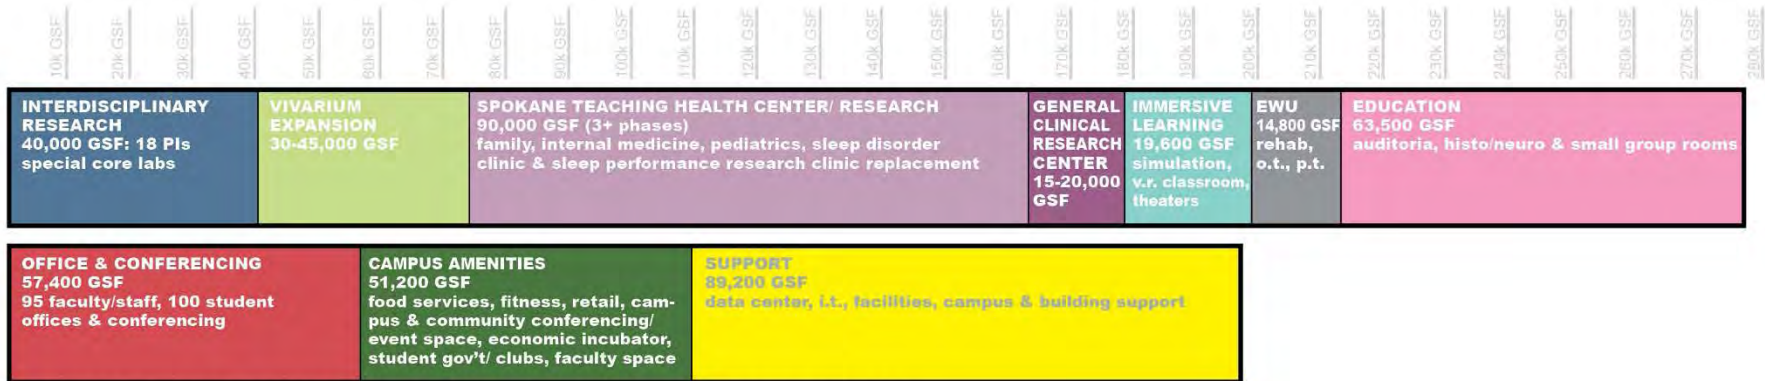 10k GSF
20k GSF
30k GSF
40k GSF
50k GSF
60k GSF
70k GSF
80k GSF
90k GSF
100k GSF
110k GSF
120k GSF
130k GSF
140k GSF
150k GSF
160k GSF
170k GSF
180k GSF
190k GSF
200k GSF
210k GSF
220k GSF
230k GSF
240k GSF
250k GSF
260k GSF
270k GSF
280k GSF
INTERDISCIPLINARY
RESEARCH
40,000 GSF: 18 PIs
special core labs
VIVARIUM
EXPANSION
30-45,000 GSF
SPOKANE TEACHING HEALTH CENTER/ RESEARCH
90,000 GSF (3+ phases)
family, internal medicine, pediatrics, sleep disorder
clinic & sleep performance research clinic replacement
GENERAL
CLINICAL
RESEARCH
CENTER
15-20,000
GSF
IMMERSIVE
LEARNING
19,600 GSF
simulation,
v.r. classroom,
theaters
EWU
14,800 GSF
rehab,
o.t., p.t.
EDUCATION
63,500 GSF
auditoria, histo/neuro & small group rooms
OFFICE & CONFERENCING
57,400 GSF
95 faculty/staff, 100 student
offices & conferencing
CAMPUS AMENITIES
51,200 GSF
food services, fitness, retail, cam-
pus & community conferencing/
event space, economic incubator,
student gov't/ clubs, faculty space
SUPPORT
89,200 GSF
data center, i.t., facilities, campus & building support